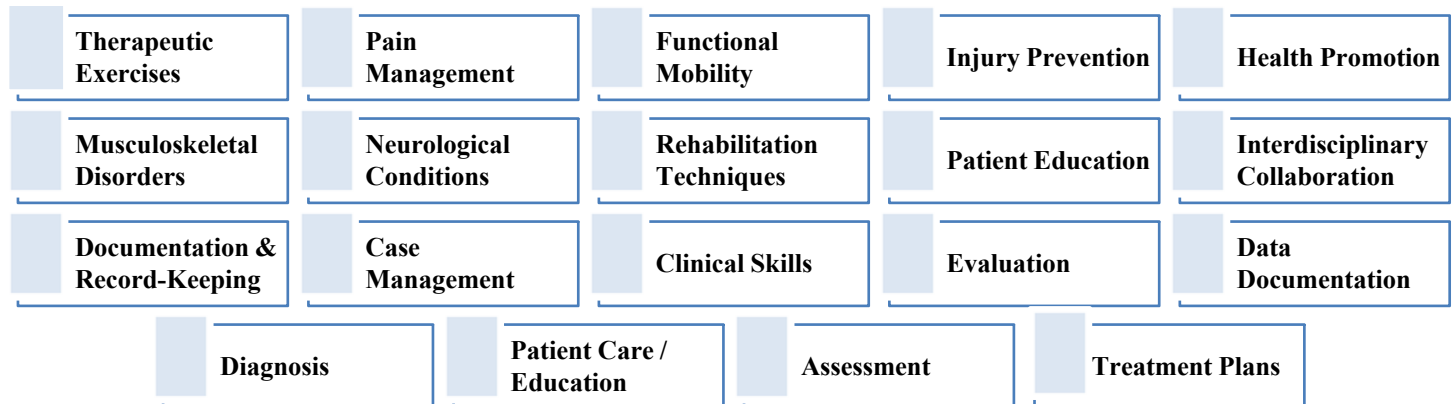 Therapeutic
Exercises
Pain
Management
Functional
Mobility
Injury Prevention
Health Promotion
Musculoskeletal
Disorders
Neurological
Conditions
Rehabilitation
Techniques
Patient Education
Interdisciplinary
Collaboration
Documentation &
Record-Keeping
Case
Management
Clinical Skills
Evaluation
Data
Documentation
Diagnosis
Patient Care /
Education
Assessment
Treatment Plans